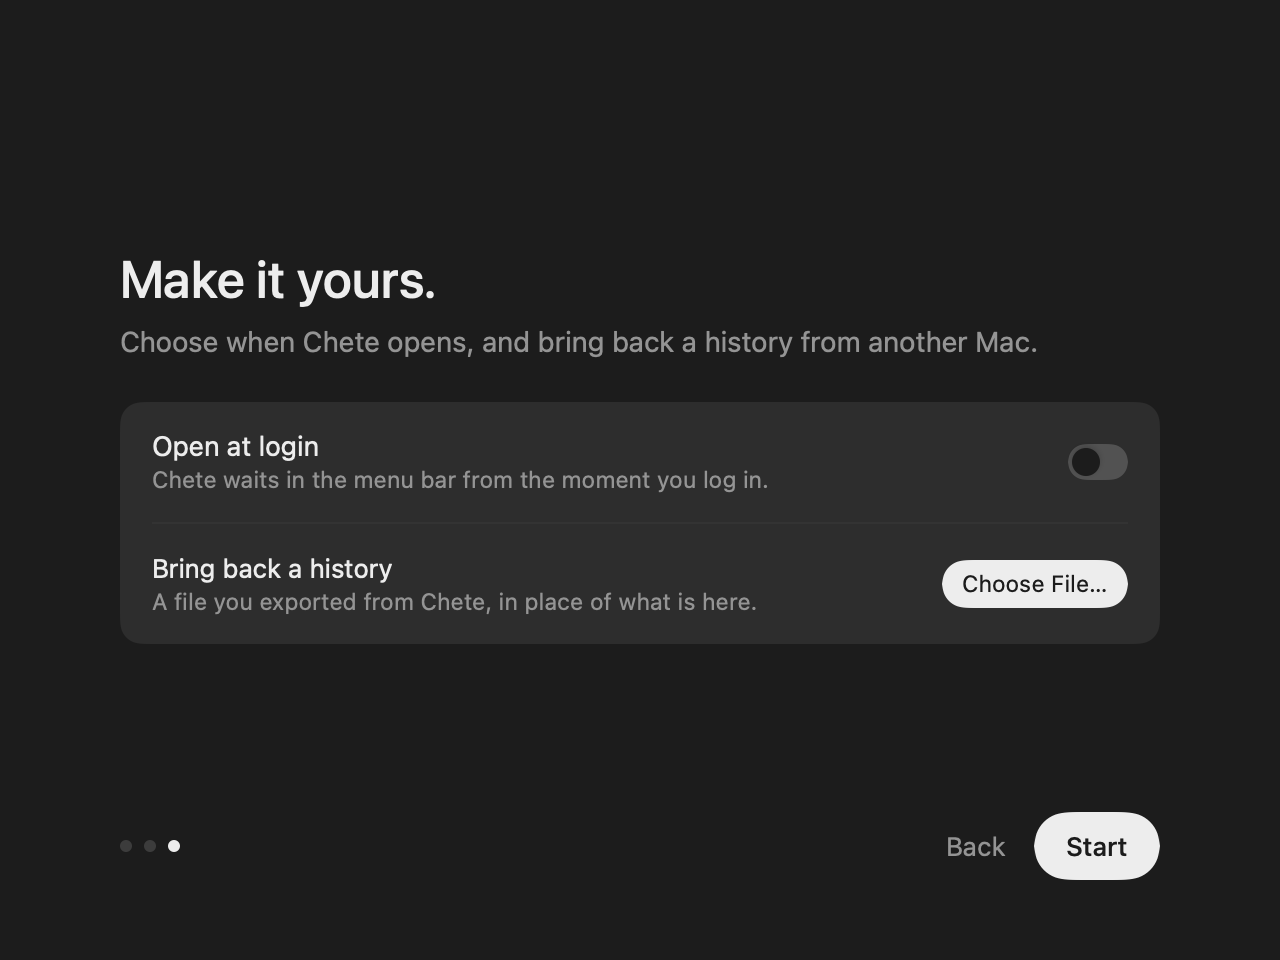 Make it yours.
Choose when Chete opens, and bring back a history from another Mac.
Open at login
Chete waits in the menu bar from the moment you log in.
Bring back a history
A file you exported from Chete, in place of what is here.
Choose File…
Back
Start